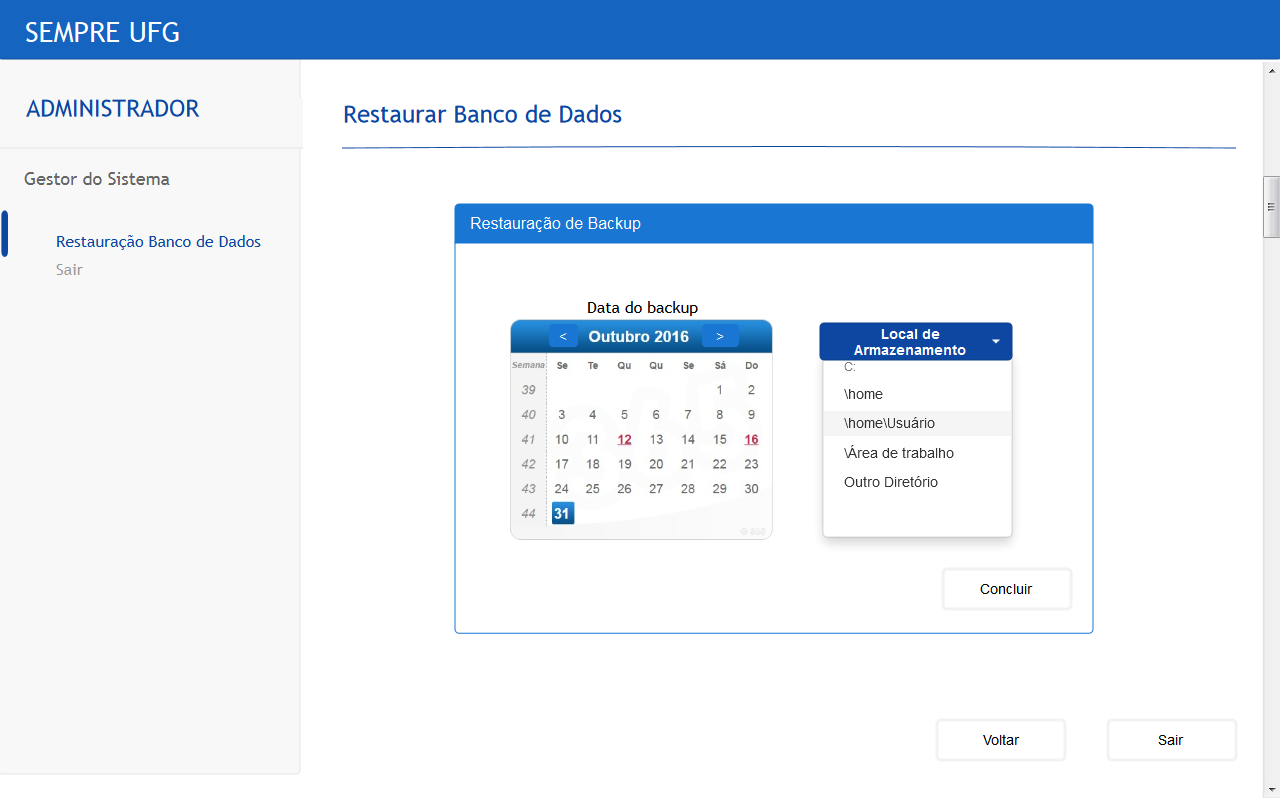 SEMPRE UFG
ADMINISTRADOR
Gestor do Sistema
Restauração Banco de Dados
Sair
Restaurar Banco de Dados
Restauração de Backup
Data do backup
< Outubro 2016 >
Semana Se Te Qu Qu Se Sá Do
39 1 2
40 3 4 5 6 7 8 9
41 10 11 12 13 14 15 16
42 17 18 19 20 21 22 23
43 24 25 26 27 28 29 30
44 31
Local de
Armazenamento
C:
\home
\home\Usuário
\Área de trabalho
Outro Diretório
Concluir
Voltar
Sair